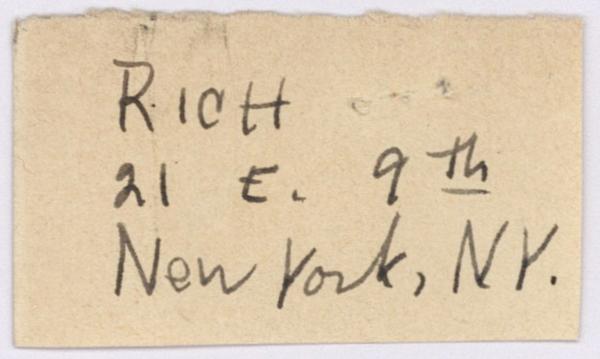 RICH
21 E. 9th
New York, NY.